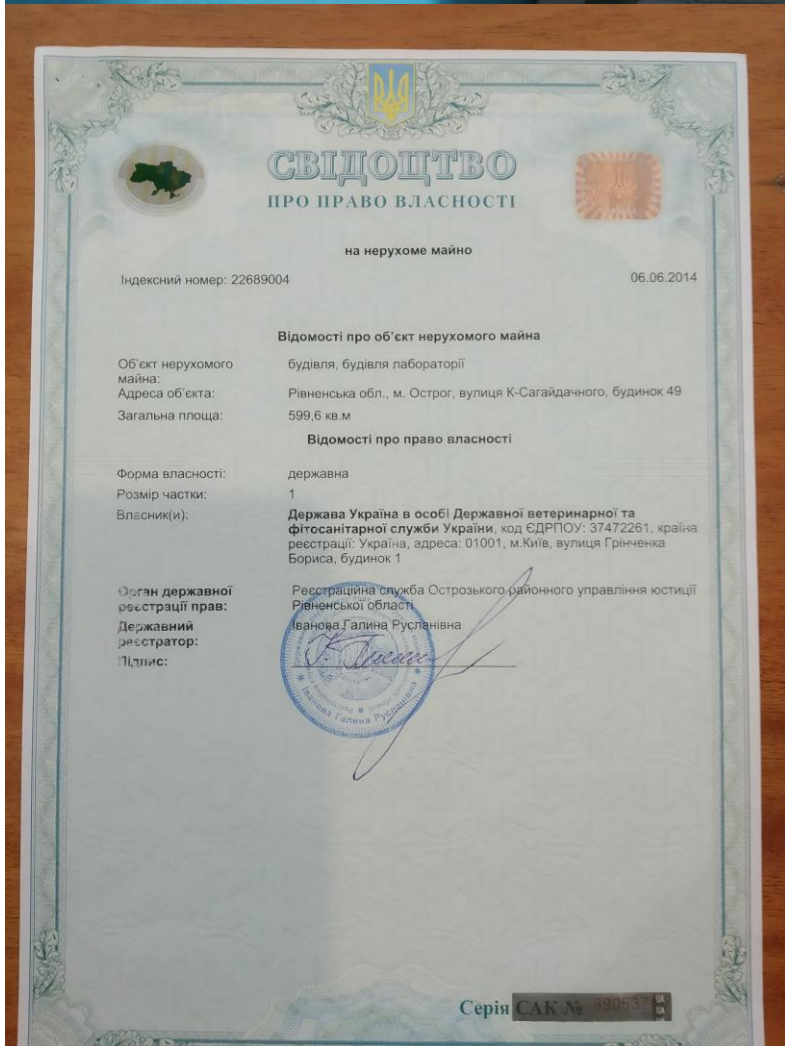 СВІДОЦТВО
ПРО ПРАВО ВЛАСНОСТІ
на нерухоме майно
Індексний номер: 22689004 06.06.2014
Відомості про об'єкт нерухомого майна
Об'єкт нерухомого майна: будівля, будівля лабораторії
Адреса об'єкта: Рівненська обл., м. Острог, вулиця К-Сагайдачного, будинок 49
Загальна площа: 599,6 кв.м
Відомості про право власності
Форма власності: державна
Розмір частки: 1
Власник(и): Держава Україна в особі Державної ветеринарної та
фітосанітарної служби України, код ЄДРПОУ: 37472261, країна
реєстрації: Україна, адреса: 01001, м.Київ, вулиця Грінченка
Бориса, будинок 1
Орган державної Реєстраційна служба Острозького районного управління юстиції
реєстрації прав: Рівненської області
Державний Іванова Галина Русланівна
реєстратор:
Підпис:
Іванова Галина Русланівна
Серія САК № 890537
UA
UA